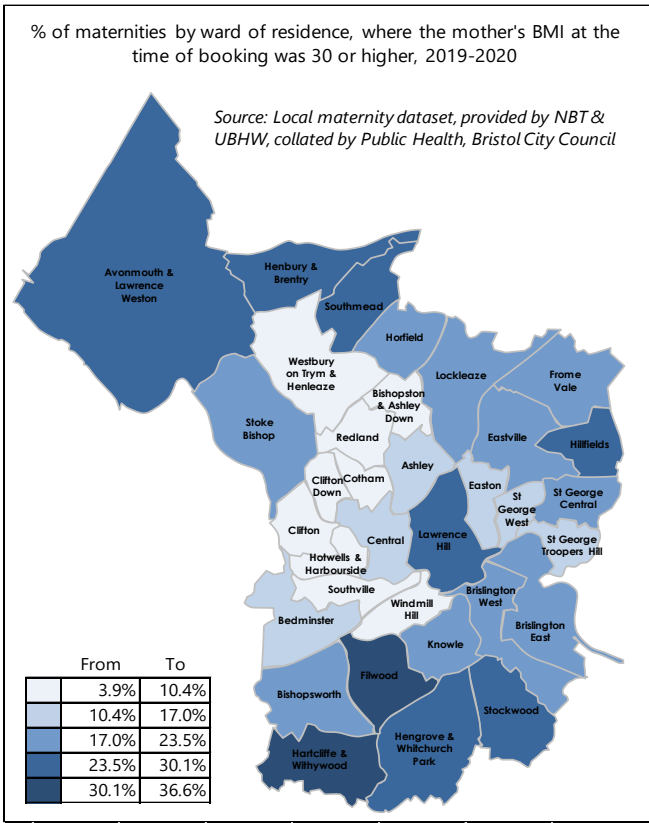 % of maternities by ward of residence, where the mother's BMI at the
time of booking was 30 or higher, 2019-2020
Source: Local maternity dataset, provided by NBT &
UBHW, collated by Public Health, Bristol City Council
Avonmouth &
Lawrence
Weston
Henbury &
Brentry
Southmead
Horfield
Westbury
on Trym &
Henleaze
Lockleaze
Frome
Vale
Bishopston
& Ashley
Down
Stoke
Bishop
Redland
Eastville
Hillfields
Ashley
Clifton
Down
Cotham
Easton
St
George
West
St George
Central
Clifton
Central
Lawrence
Hill
St George
Troopers Hill
Hotwells &
Harbourside
Southville
Windmill
Hill
Brislington
West
Brislington
East
Bedminster
Knowle
Filwood
Bishopsworth
Stockwood
Hengrove &
Whitchurch
Park
Hartcliffe &
Withywood
From To
3.9% 10.4%
10.4% 17.0%
17.0% 23.5%
23.5% 30.1%
30.1% 36.6%